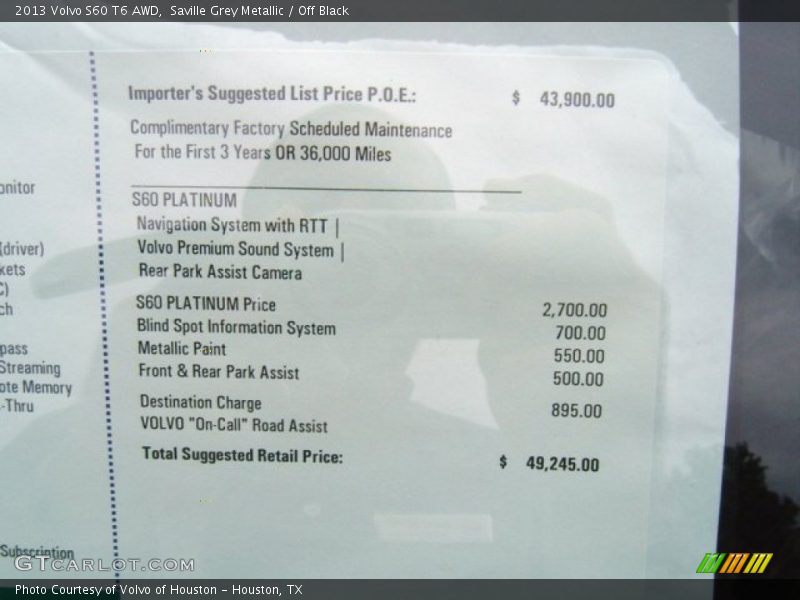 2013 Volvo S60 T6 AWD, Saville Grey Metallic / Off Black
Importer's Suggested List Price P.O.E.: $ 43,900.00
Complimentary Factory Scheduled Maintenance
For the First 3 Years OR 36,000 Miles
S60 PLATINUM
Navigation System with RTT |
Volvo Premium Sound System |
Rear Park Assist Camera
S60 PLATINUM Price 2,700.00
Blind Spot Information System 700.00
Metallic Paint 550.00
Front & Rear Park Assist 500.00
Destination Charge 895.00
VOLVO "On-Call" Road Assist
Total Suggested Retail Price: $ 49,245.00
onitor
(driver)
kets
C)
ch
pass
Streaming
ote Memory
-Thru
Subscription
GTCARLOT.COM
Photo Courtesy of Volvo of Houston - Houston, TX